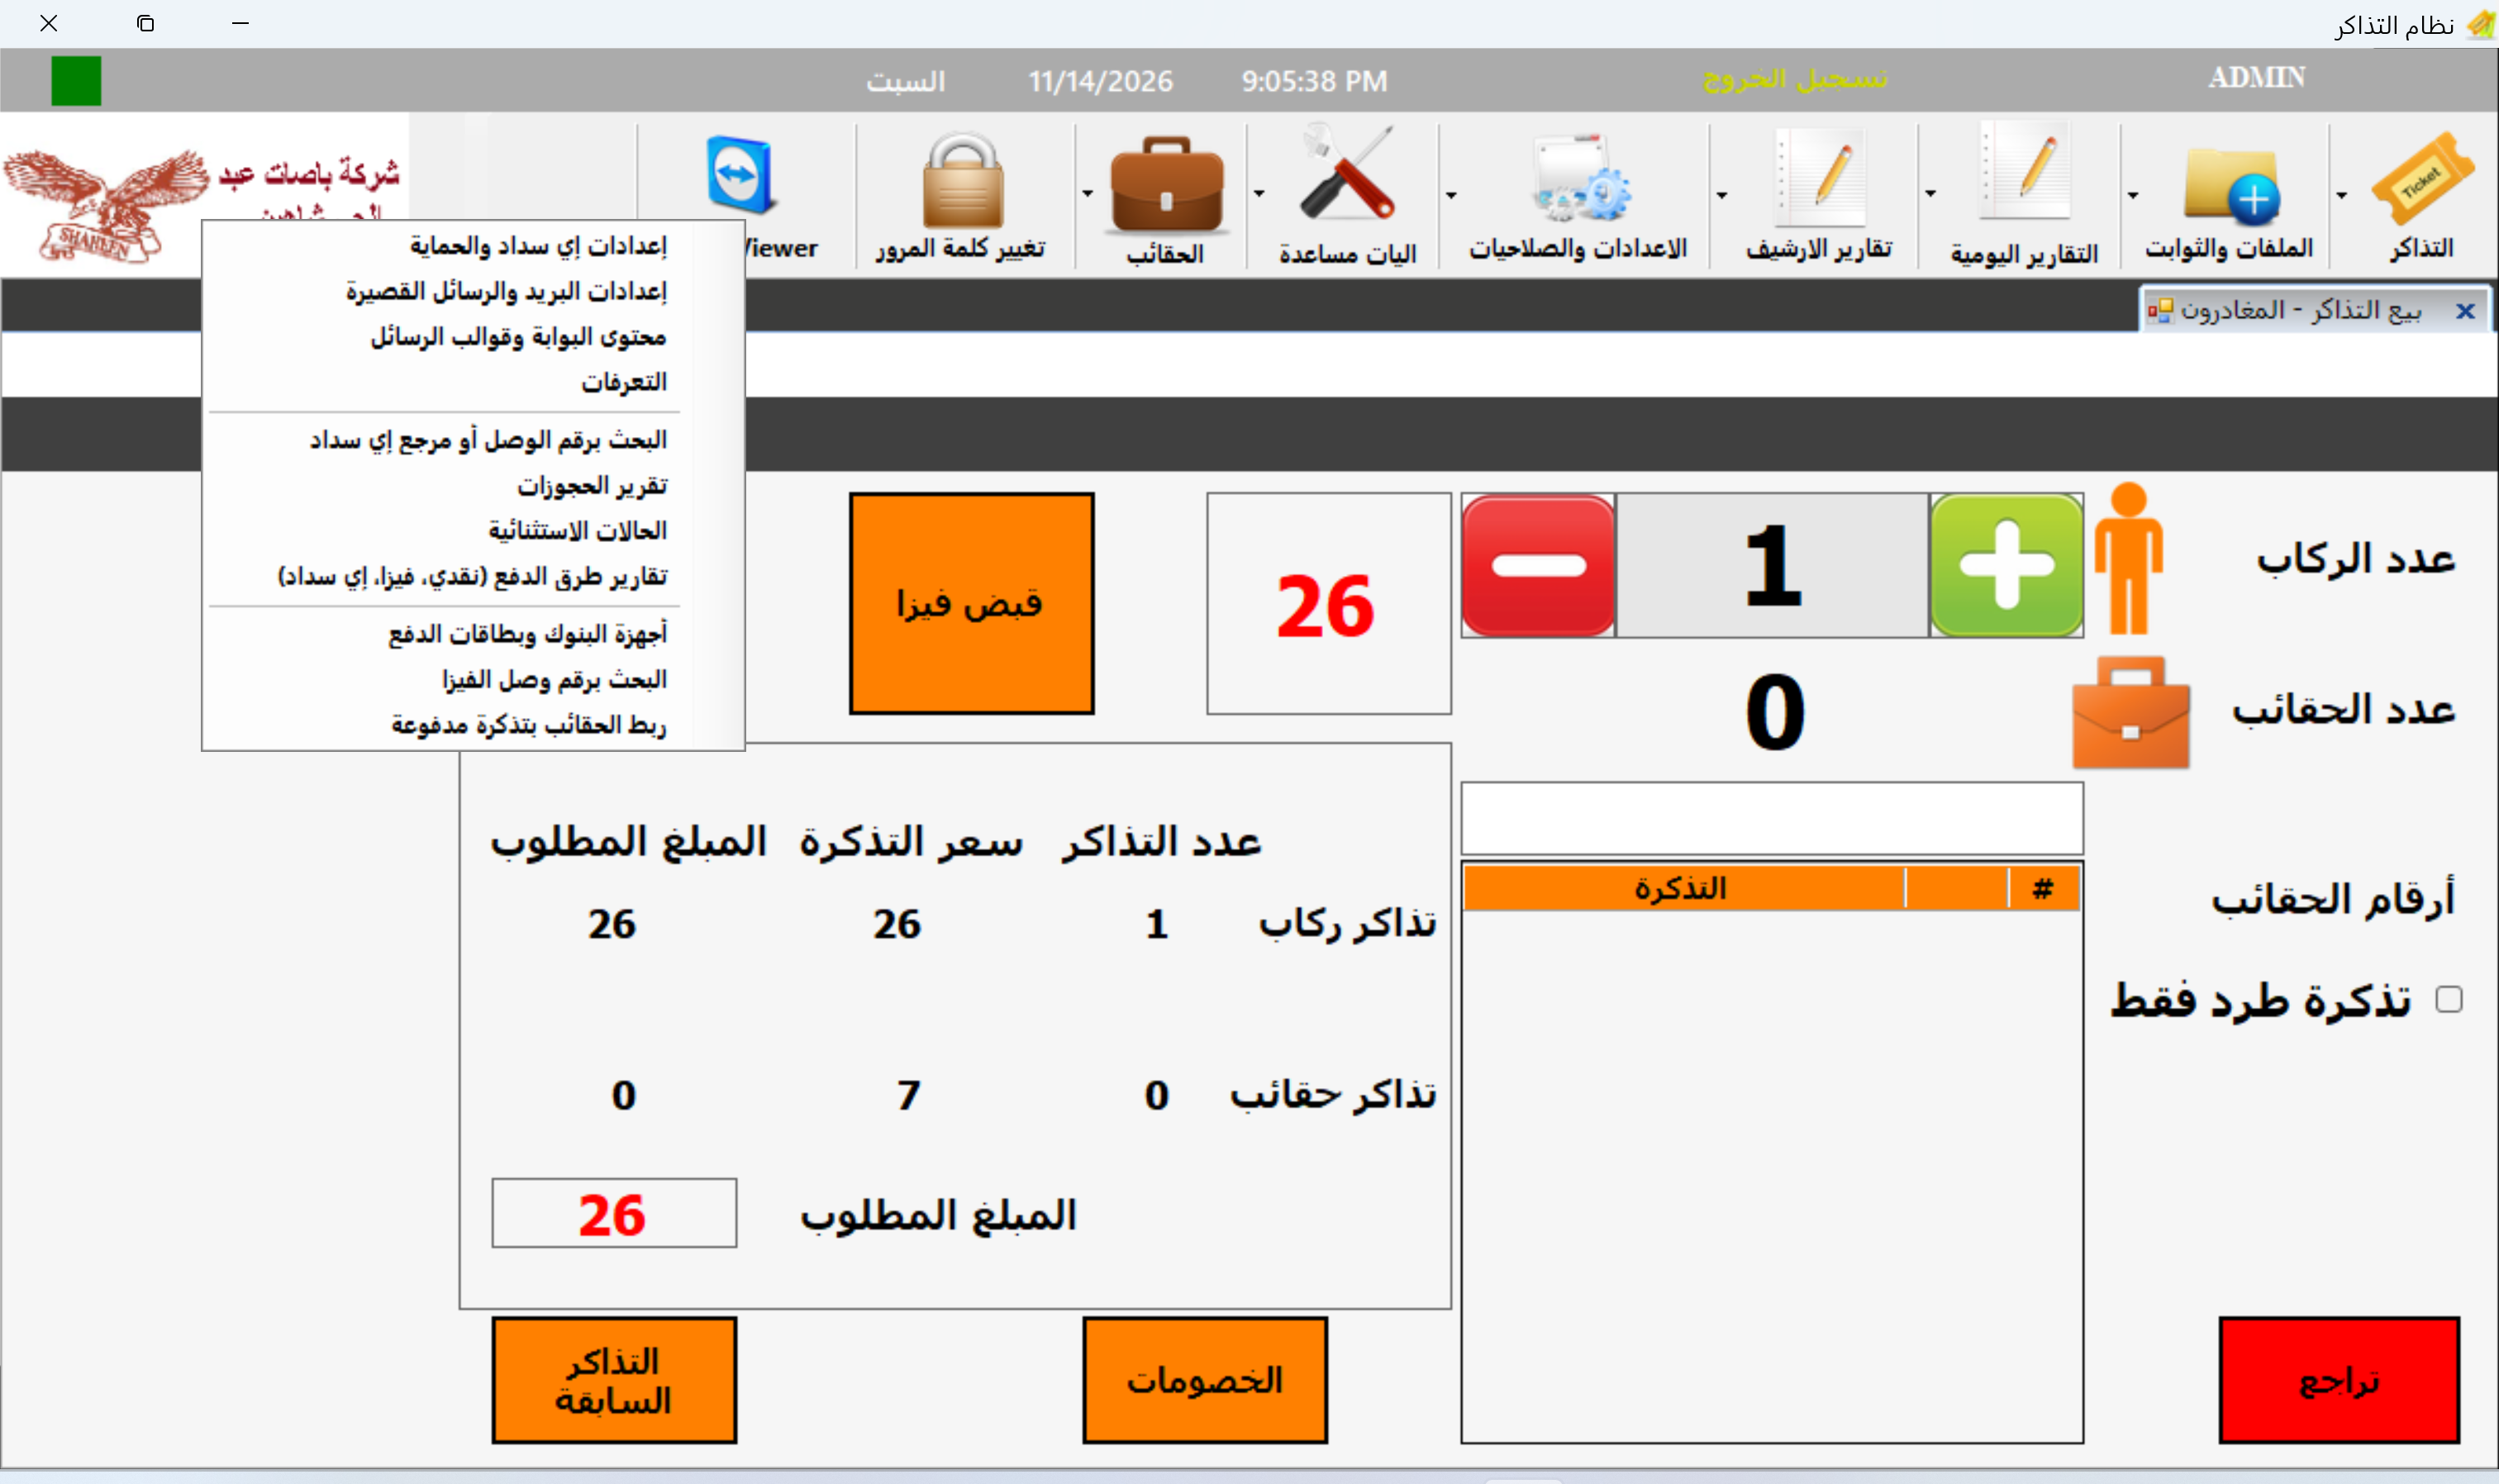 نظام التذاكر
ADMIN
تسجيل الخروج
9:05:38 PM
11/14/2026
السبت
Ticket
التذاكر
الملفات والثوابت
التقارير اليومية
تقارير الارشيف
الاعدادات والصلاحيات
اليات مساعدة
الحقائب
تغيير كلمة المرور
شركة باصات عبد
SHAHEEN
بيع التذاكر - المغادرون
إعدادات إي سداد والحماية
إعدادات البريد والرسائل القصيرة
محتوى البوابة وقوالب الرسائل
التعرفات
البحث برقم الوصل أو مرجع إي سداد
تقرير الحجوزات
الحالات الاستثنائية
تقارير طرق الدفع (نقدي، فيزا، إي سداد)
أجهزة البنوك وبطاقات الدفع
البحث برقم وصل الفيزا
ربط الحقائب بتذكرة مدفوعة
عدد الركاب
1
26
قبض فيزا
عدد الحقائب
0
أرقام الحقائب
# التذكرة
تذكرة طرد فقط
عدد التذاكر سعر التذكرة المبلغ المطلوب
تذاكر ركاب 1 26 26
تذاكر حقائب 0 7 0
المبلغ المطلوب 26
تراجع
الخصومات
التذاكر
السابقة